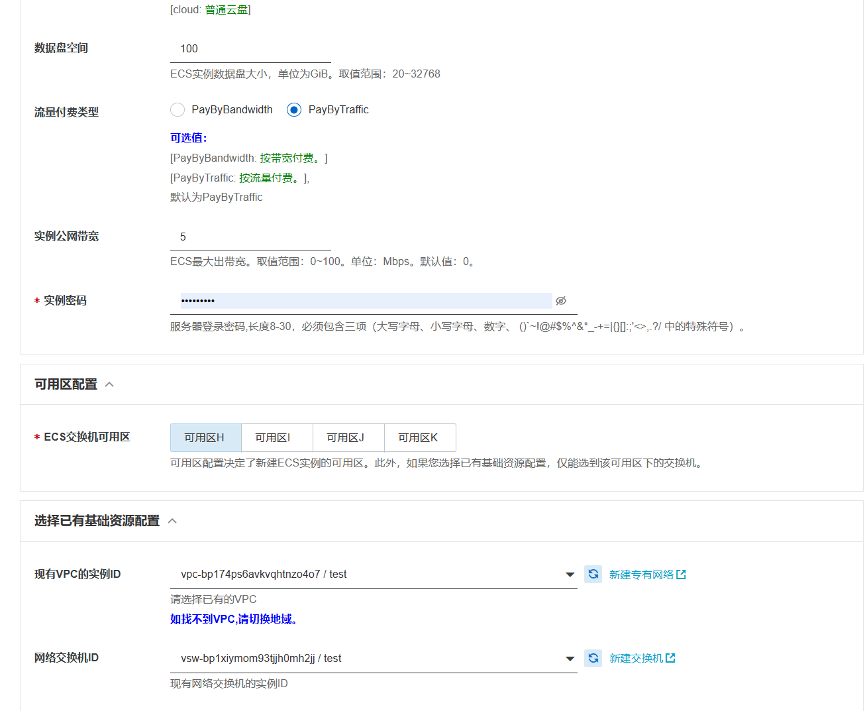 [cloud: 普通云盘]
数据盘空间
100
ECS实例数据盘大小，单位为GiB。取值范围：20~32768
流量付费类型
PayByBandwidth
PayByTraffic
可选值：
[PayByBandwidth: 按带宽付费。]
[PayByTraffic: 按流量付费。],
默认为PayByTraffic
实例公网带宽
5
ECS最大出带宽。取值范围：0~100。单位：Mbps。默认值：0。
* 实例密码
•••••••••
服务器登录密码,长度8-30，必须包含三项（大写字母、小写字母、数字、 ()`~!@#$%^&*_-+=|{}[]:;'<>,.?/ 中的特殊符号）。
可用区配置
* ECS交换机可用区
可用区H
可用区I
可用区J
可用区K
可用区配置决定了新建ECS实例的可用区。此外，如果您选择已有基础资源配置，仅能选到该可用区下的交换机。
选择已有基础资源配置
现有VPC的实例ID
vpc-bp174ps6avkvqhtnzo4o7 / test
新建专有网络
请选择已有的VPC
如找不到VPC,请切换地域。
网络交换机ID
vsw-bp1xiymom93tjjh0mh2jj / test
新建交换机
现有网络交换机的实例ID